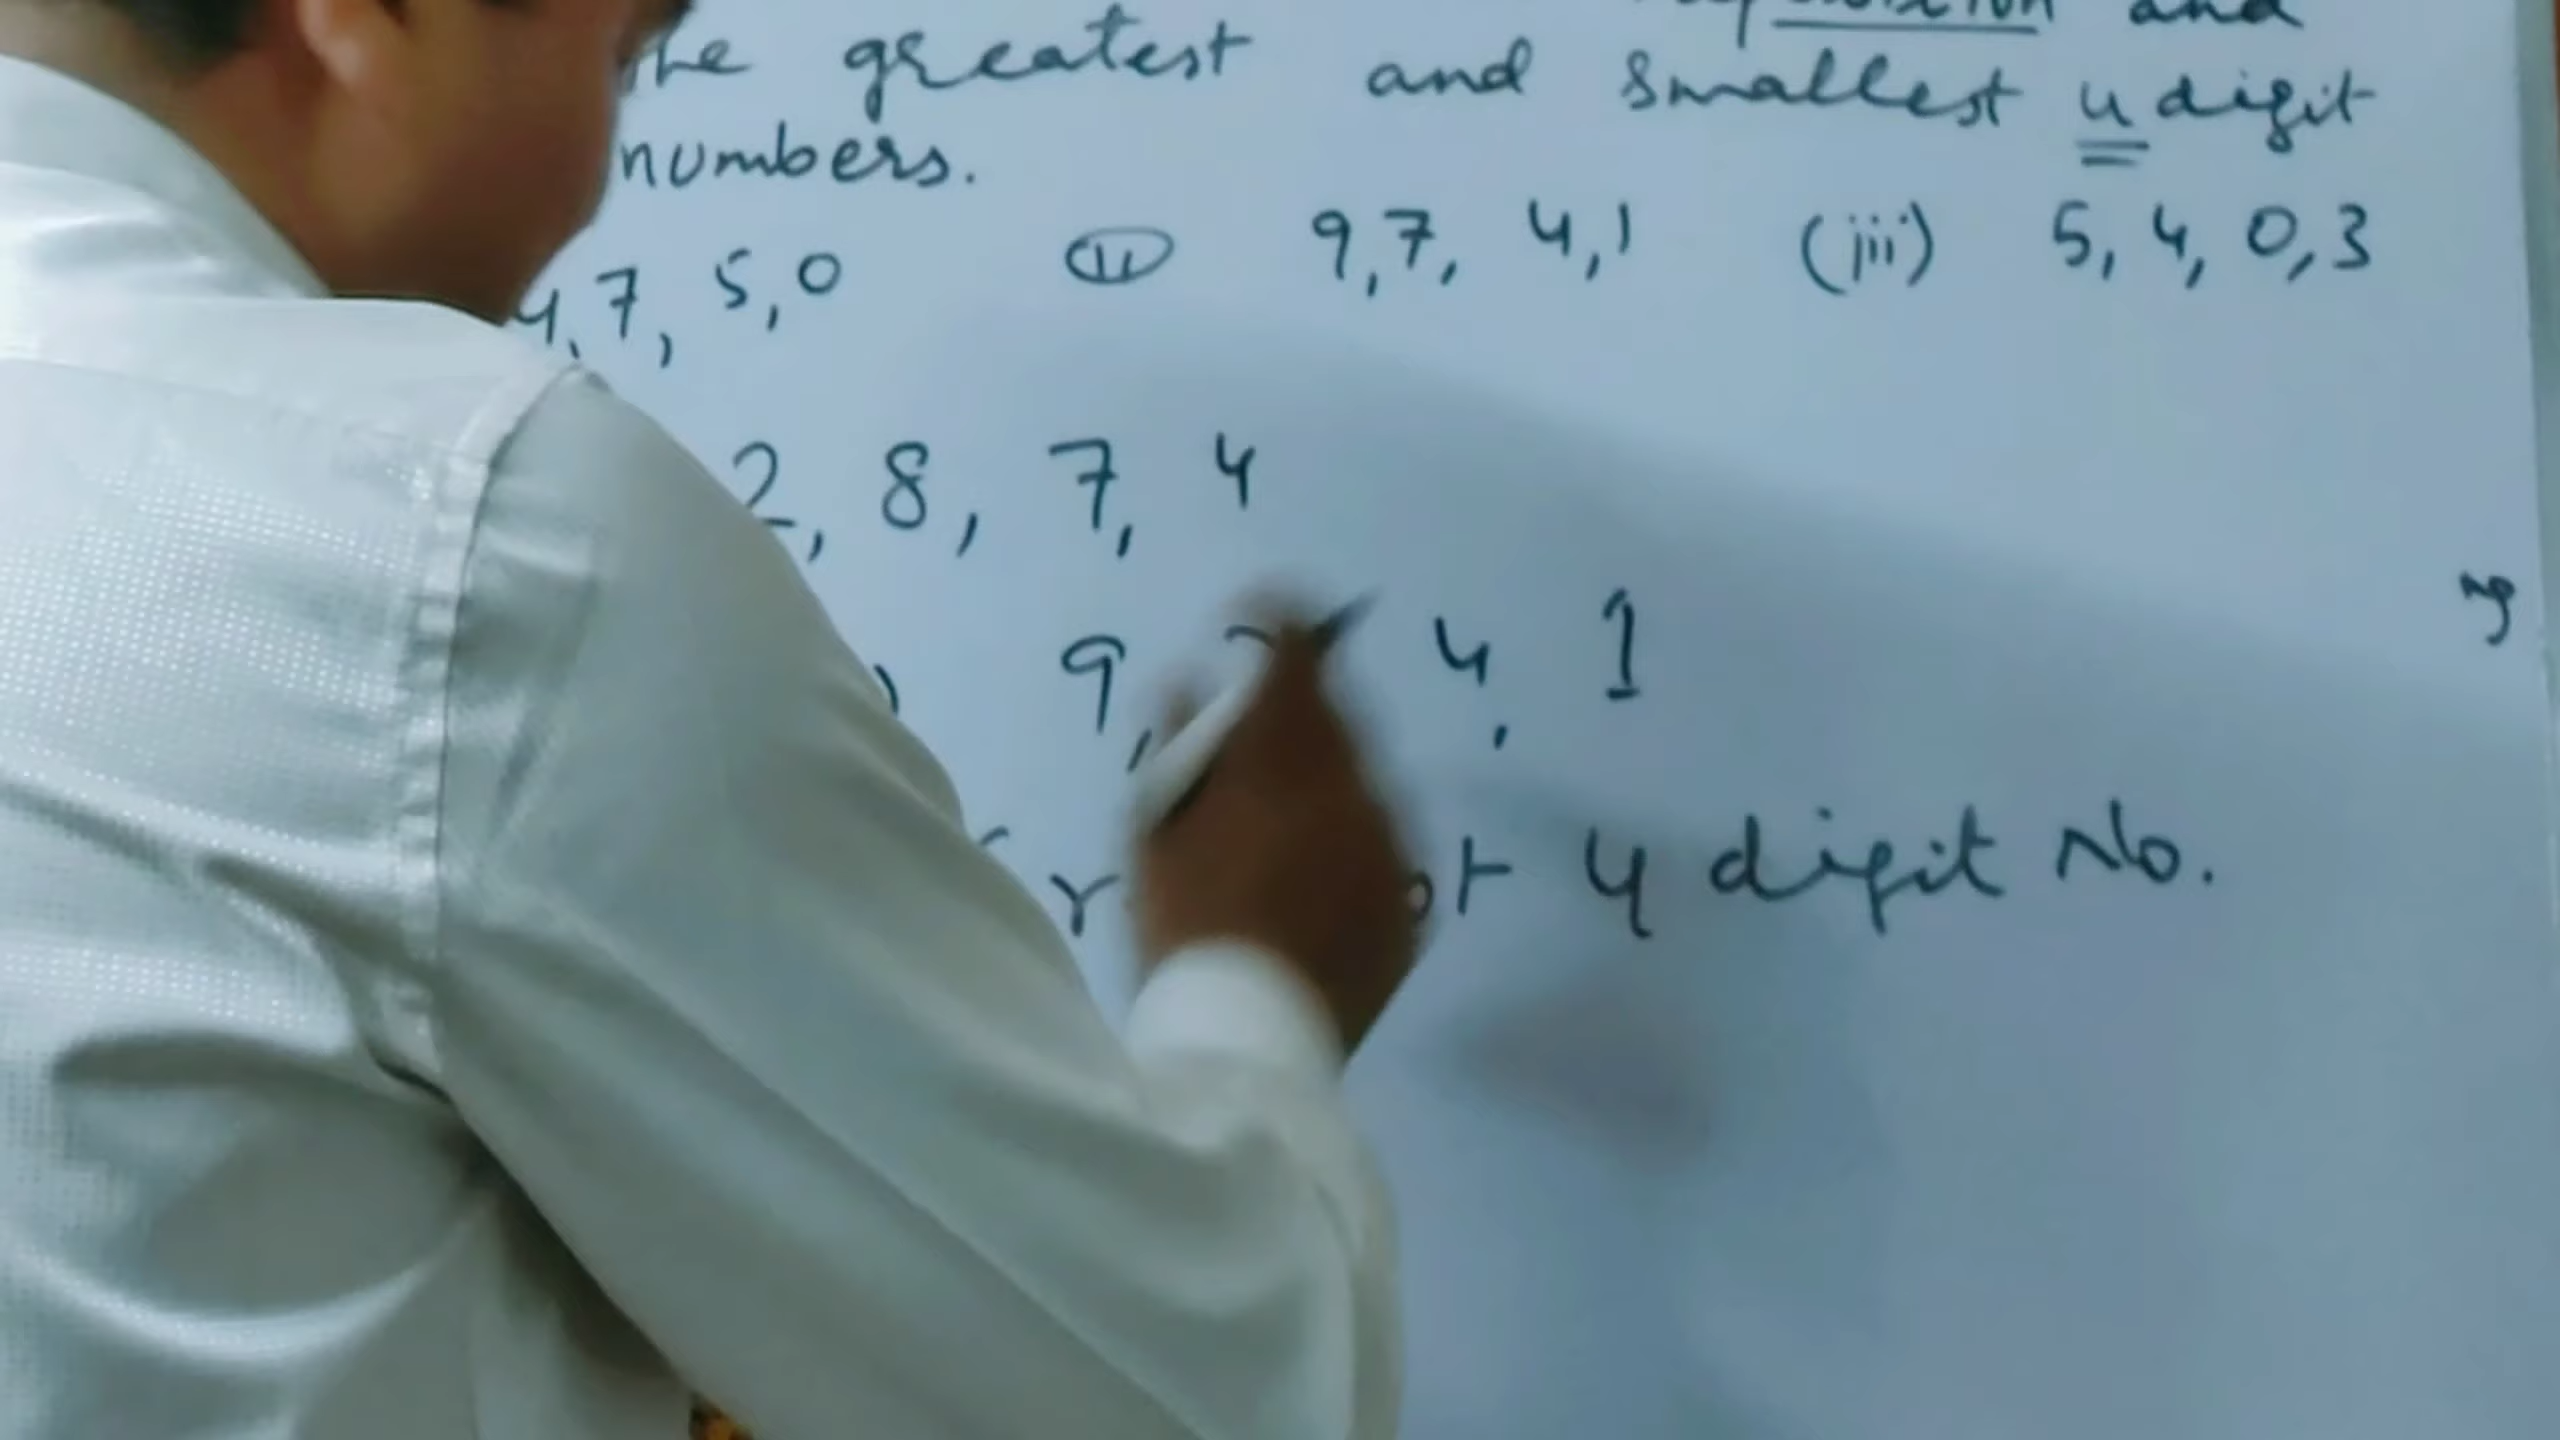 and
the greatest and smallest 4 digit
numbers.
4, 7, 5, 0 (ii) 9, 7, 4, 1 (iii) 5, 4, 0, 3
2, 8, 7, 4
9, 4, 1
4 digit No.